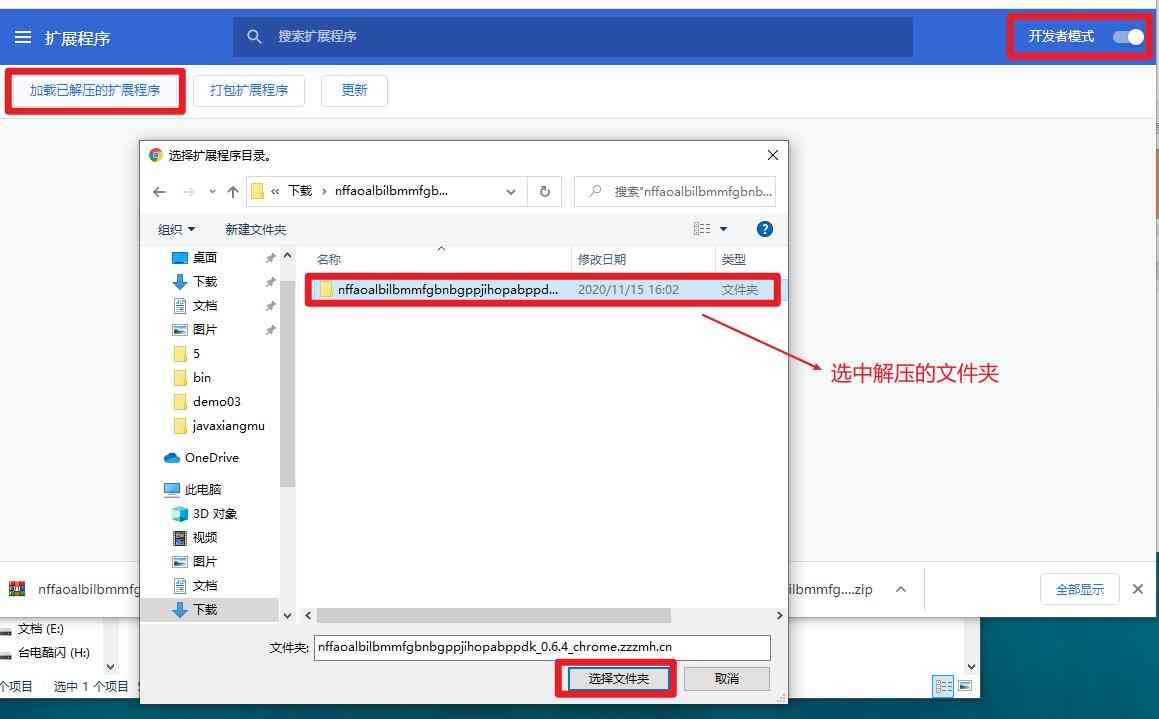 扩展程序
搜索扩展程序
开发者模式
加载已解压的扩展程序
打包扩展程序
更新
选择扩展程序目录。
« 下载 › nffaoalbilbmmfgb...
搜索"nffaoalbilbmmfgbnb...
组织
新建文件夹
桌面
下载
文档
图片
5
bin
demo03
javaxiangmu
OneDrive
此电脑
3D 对象
视频
图片
文档
下载
名称
修改日期
类型
nffaoalbilbmmfgbnbgppjihopabppd...
2020/11/15 16:02
文件夹
选中解压的文件夹
nffaoalbilbmmfg
ilbmmfg....zip
全部显示
文档 (E:)
台电酷闪 (H:)
个项目
选中 1 个项目
文件夹:
nffaoalbilbmmfgbnbgppjihopabppdk_0.6.4_chrome.zzzmh.cn
选择文件夹
取消